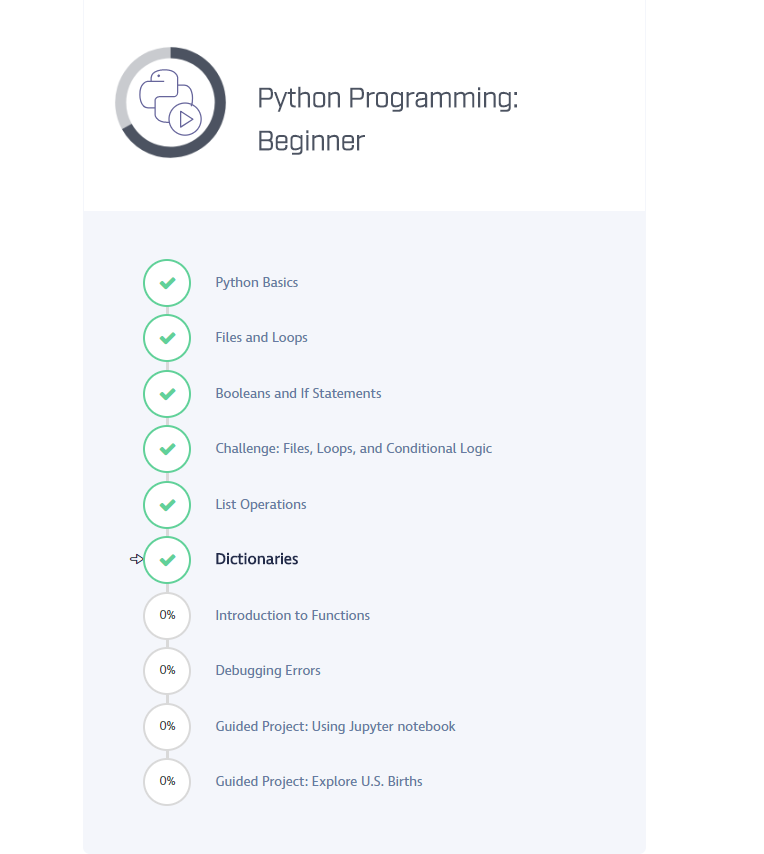 Python Programming:
Beginner
Python Basics
Files and Loops
Booleans and If Statements
Challenge: Files, Loops, and Conditional Logic
List Operations
Dictionaries
0% Introduction to Functions
0% Debugging Errors
0% Guided Project: Using Jupyter notebook
0% Guided Project: Explore U.S. Births